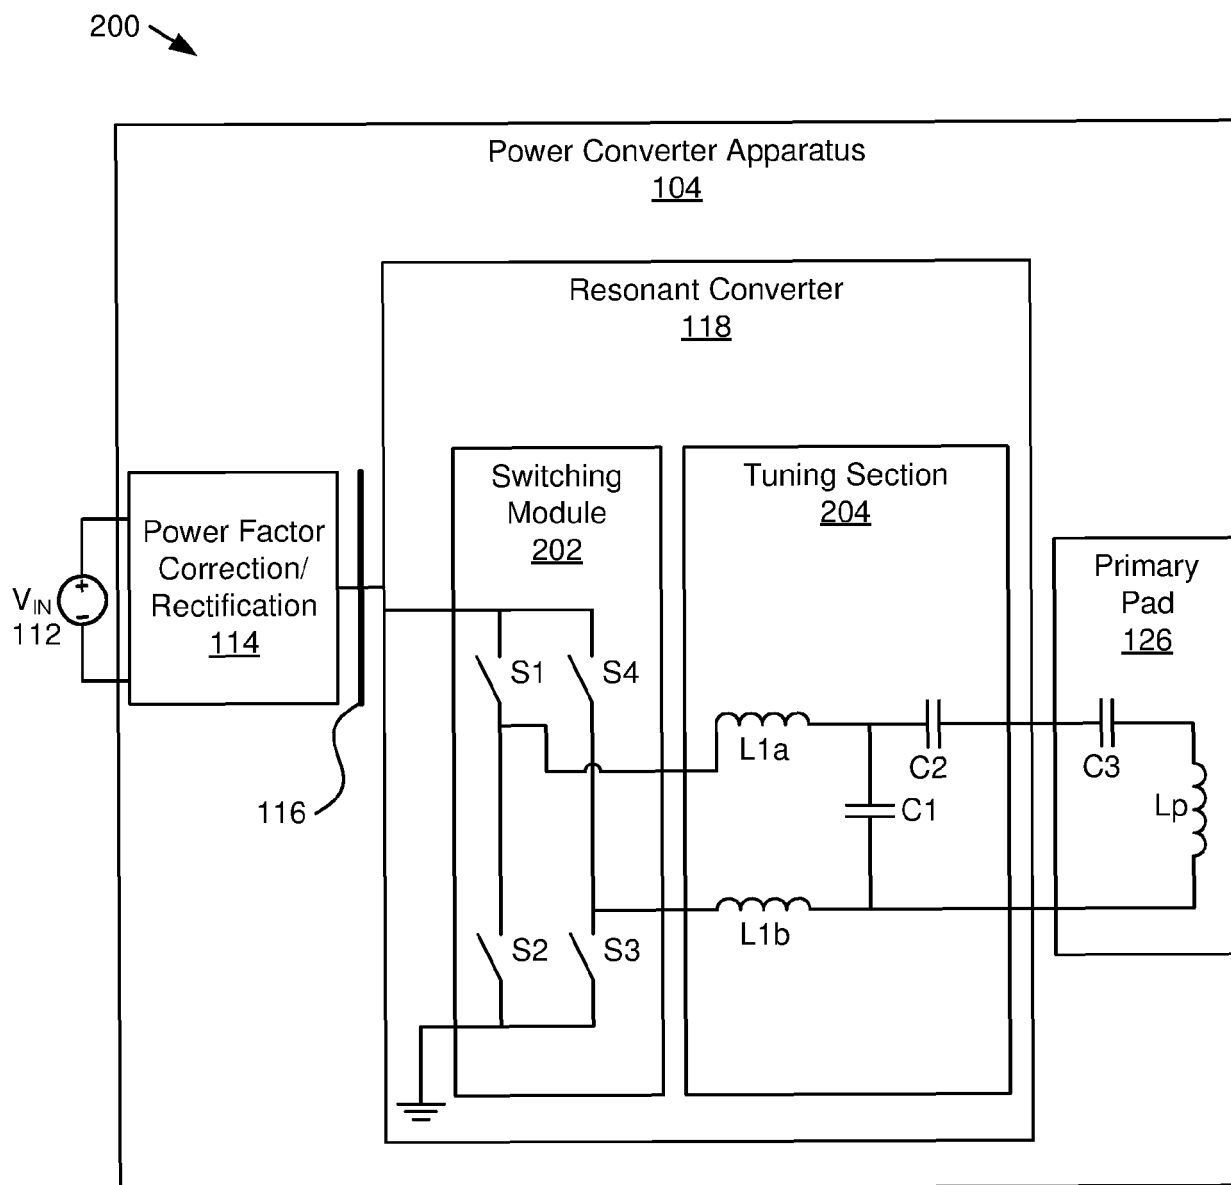 200
Power Converter Apparatus
104
Resonant Converter
118
Switching
Module
202
Tuning Section
204
Power Factor
Correction/
Rectification
114
Primary
Pad
126
V_IN
112
+
-
S1
S4
L1a
C2
C3
C1
Lp
116
L1b
S2
S3